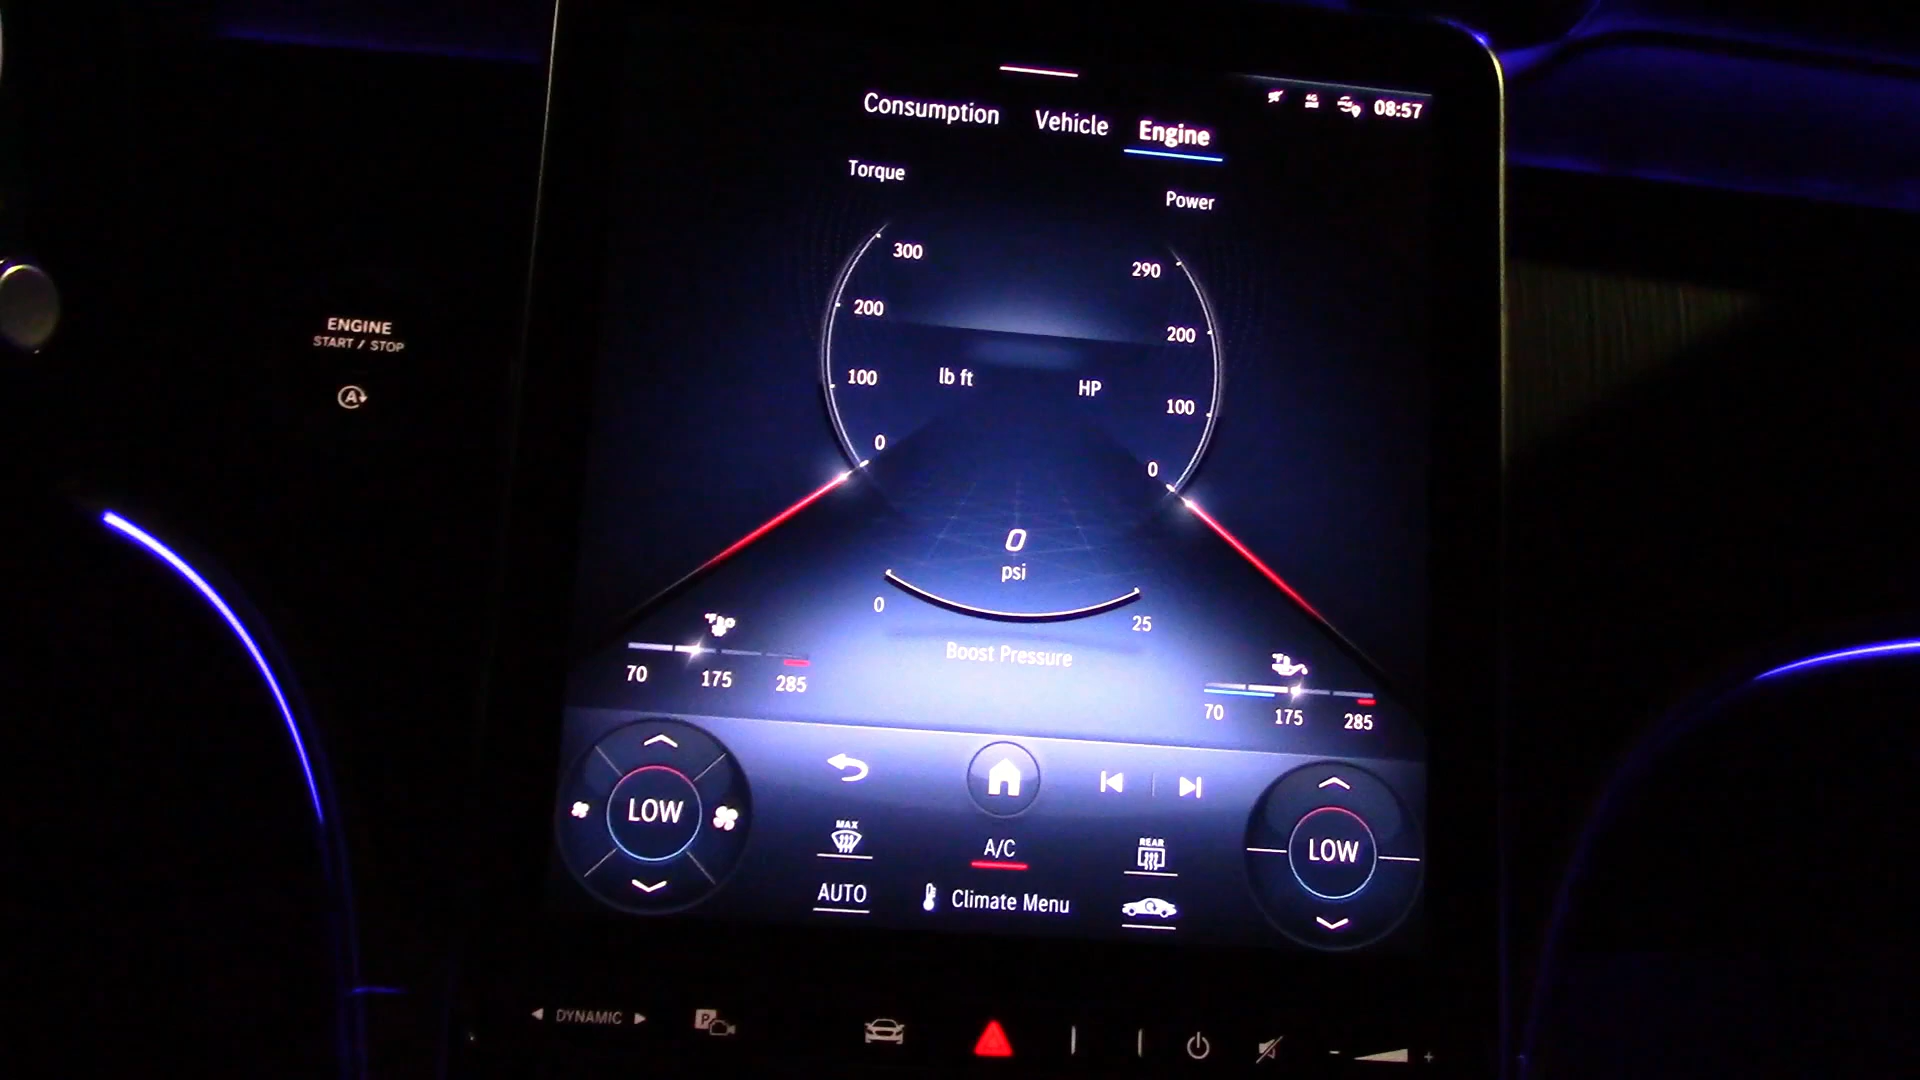 08:57
Consumption Vehicle Engine
Torque
Power
300
290
200
200
100
lb ft
HP
100
0
0
ENGINE
START / STOP
A
0
psi
0
25
Boost Pressure
70 175 285
70 175 285
LOW
LOW
MAX
A/C
REAR
AUTO
Climate Menu
DYNAMIC
P
- +